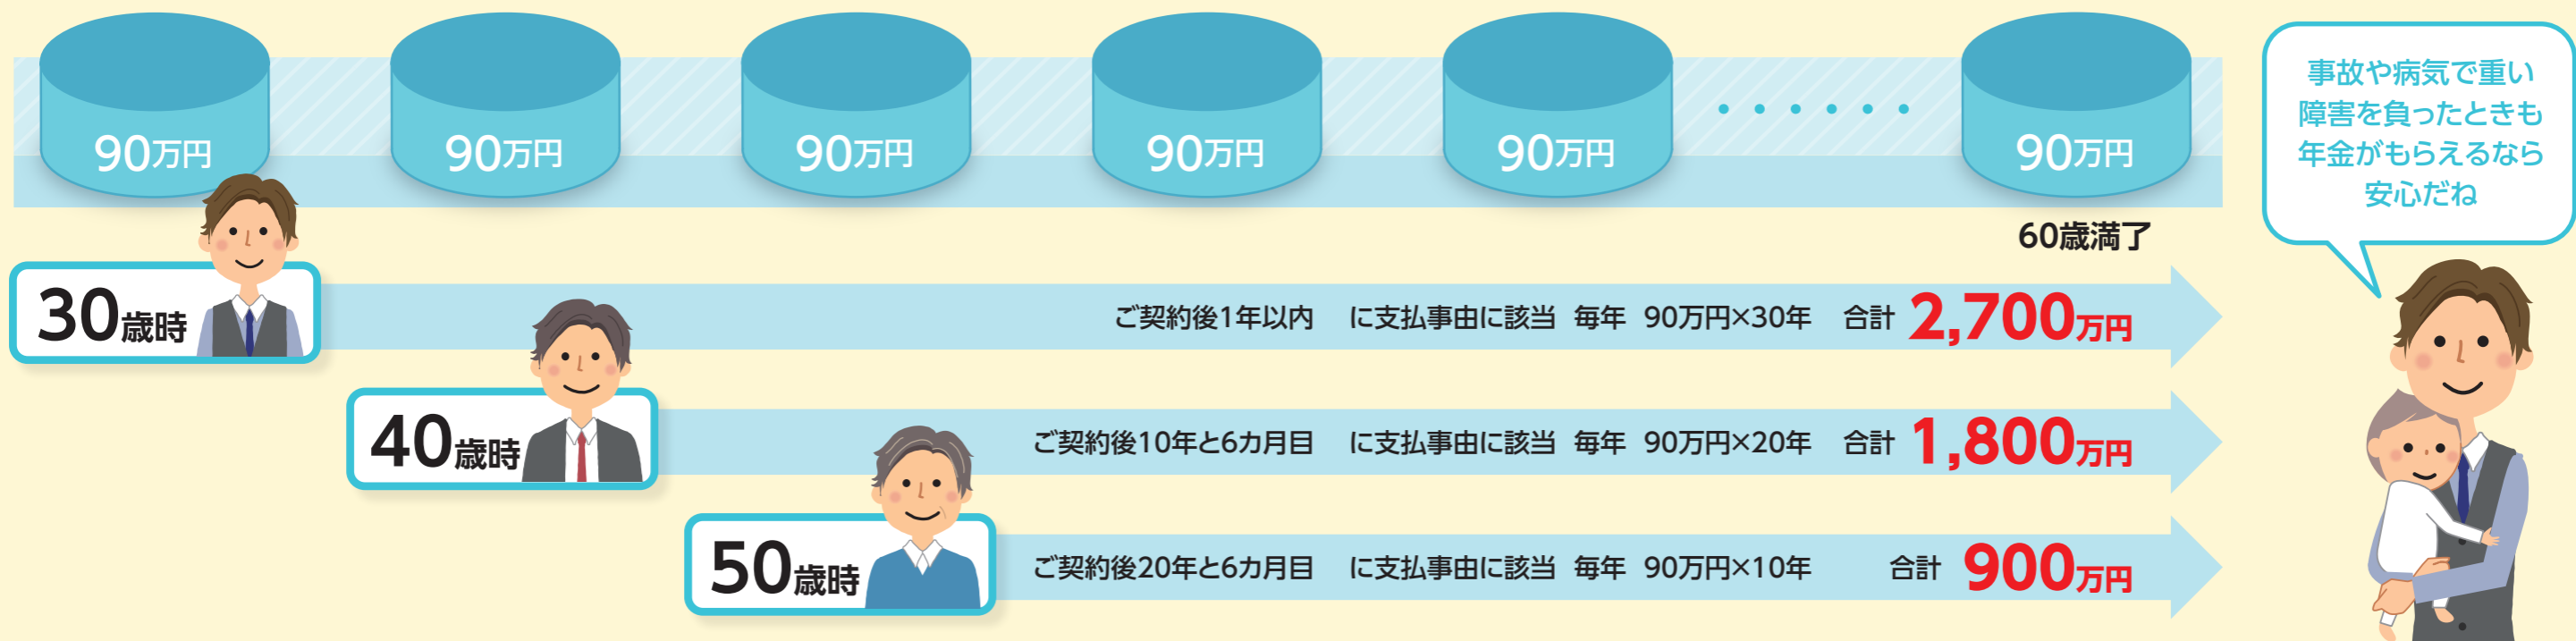 90万円 90万円 90万円 90万円 90万円 ・・・・・・ 90万円
60歳満了
30歳時 ご契約後1年以内 に支払事由に該当 毎年 90万円×30年 合計 2,700万円
40歳時 ご契約後10年と6カ月目 に支払事由に該当 毎年 90万円×20年 合計 1,800万円
50歳時 ご契約後20年と6カ月目 に支払事由に該当 毎年 90万円×10年 合計 900万円
事故や病気で重い
障害を負ったときも
年金がもらえるなら
安心だね